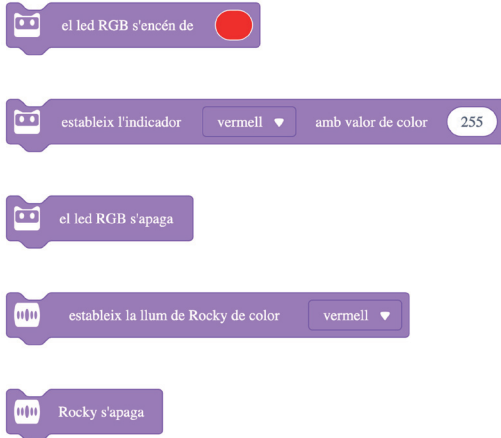 el led RGB s'encén de
estableix l'indicador vermell amb valor de color 255
el led RGB s'apaga
estableix la llum de Rocky de color vermell
Rocky s'apaga